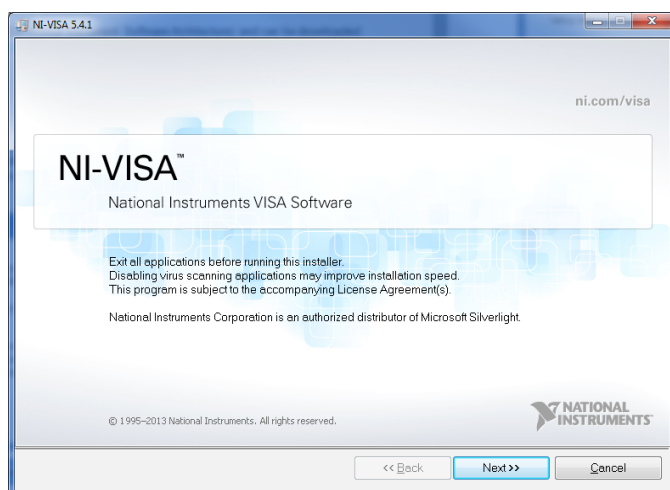 NI-VISA 5.4.1
ni.com/visa
NI-VISA™
National Instruments VISA Software
Exit all applications before running this installer.
Disabling virus scanning applications may improve installation speed.
This program is subject to the accompanying License Agreement(s).
National Instruments Corporation is an authorized distributor of Microsoft Silverlight.
© 1995–2013 National Instruments. All rights reserved.
NATIONAL
INSTRUMENTS™
<< Back
Next >>
Cancel